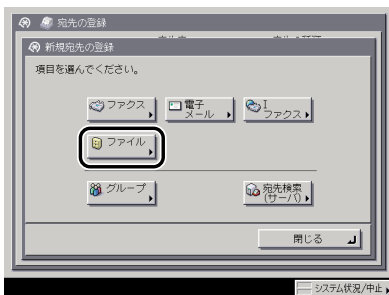 宛先の登録
新規宛先の登録
項目を選んでください。
ファクス
電子
メール
I
ファクス
ファイル
グループ
宛先検索
(サーバ)
閉じる
システム状況/中止